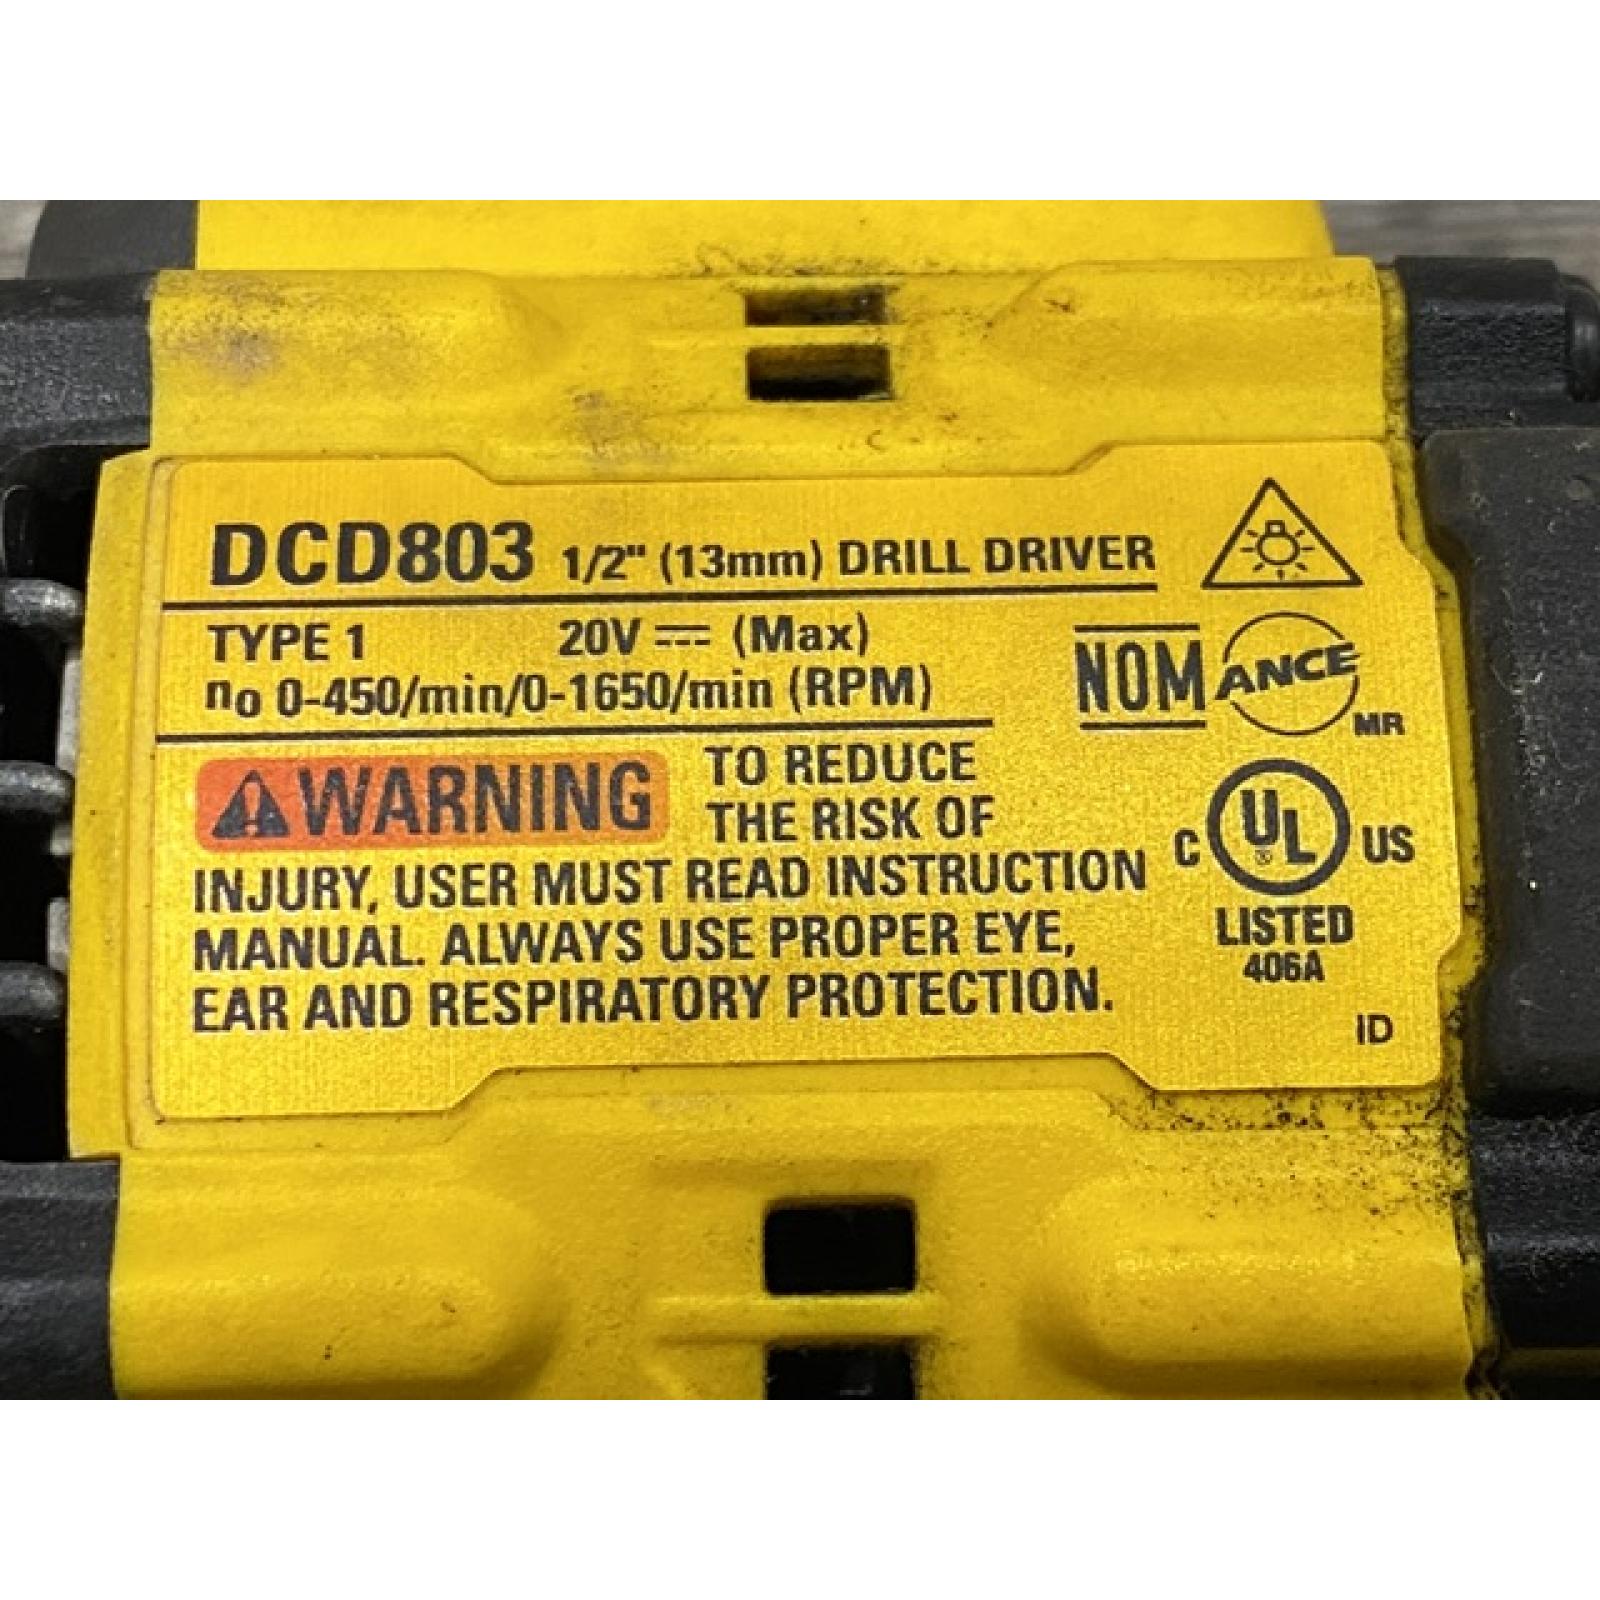 DCD803 1/2" (13mm) DRILL DRIVER
TYPE 1 20V ⎓ (Max)
no 0-450/min/0-1650/min (RPM)
NOM ANCE MR
WARNING TO REDUCE
THE RISK OF
INJURY, USER MUST READ INSTRUCTION
MANUAL. ALWAYS USE PROPER EYE,
EAR AND RESPIRATORY PROTECTION.
C UL® US
LISTED
406A
ID